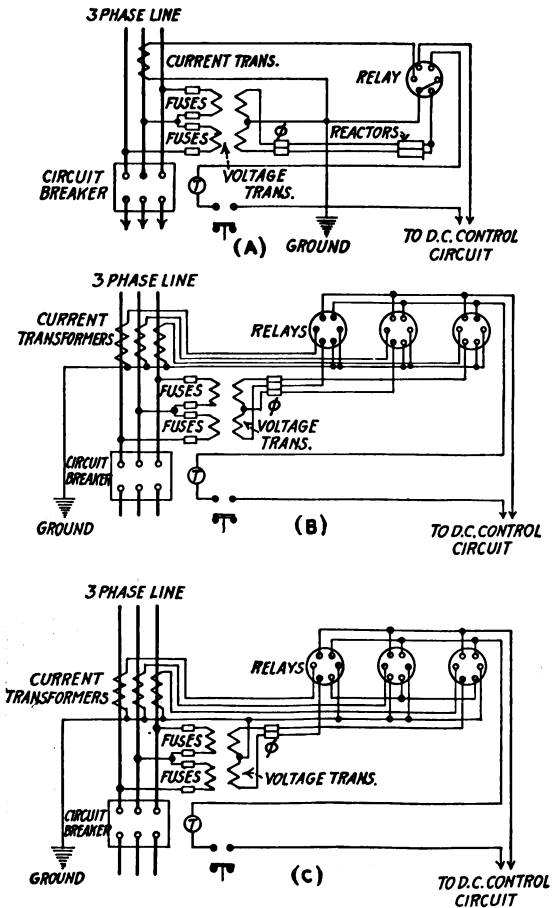 3 PHASE LINE
CURRENT TRANS.
RELAY
FUSES
FUSES
Φ
REACTORS
VOLTAGE
TRANS.
CIRCUIT
BREAKER
T
(A)
GROUND
TO D.C. CONTROL
CIRCUIT
3 PHASE LINE
CURRENT
TRANSFORMERS
RELAYS
FUSES
FUSES
Φ
VOLTAGE
TRANS.
CIRCUIT
BREAKER
T
GROUND
(B)
TO D.C. CONTROL
CIRCUIT
3 PHASE LINE
RELAYS
CURRENT
TRANSFORMERS
FUSES
FUSES
Φ
VOLTAGE TRANS.
CIRCUIT
BREAKER
T
GROUND
(C)
TO D.C. CONTROL
CIRCUIT